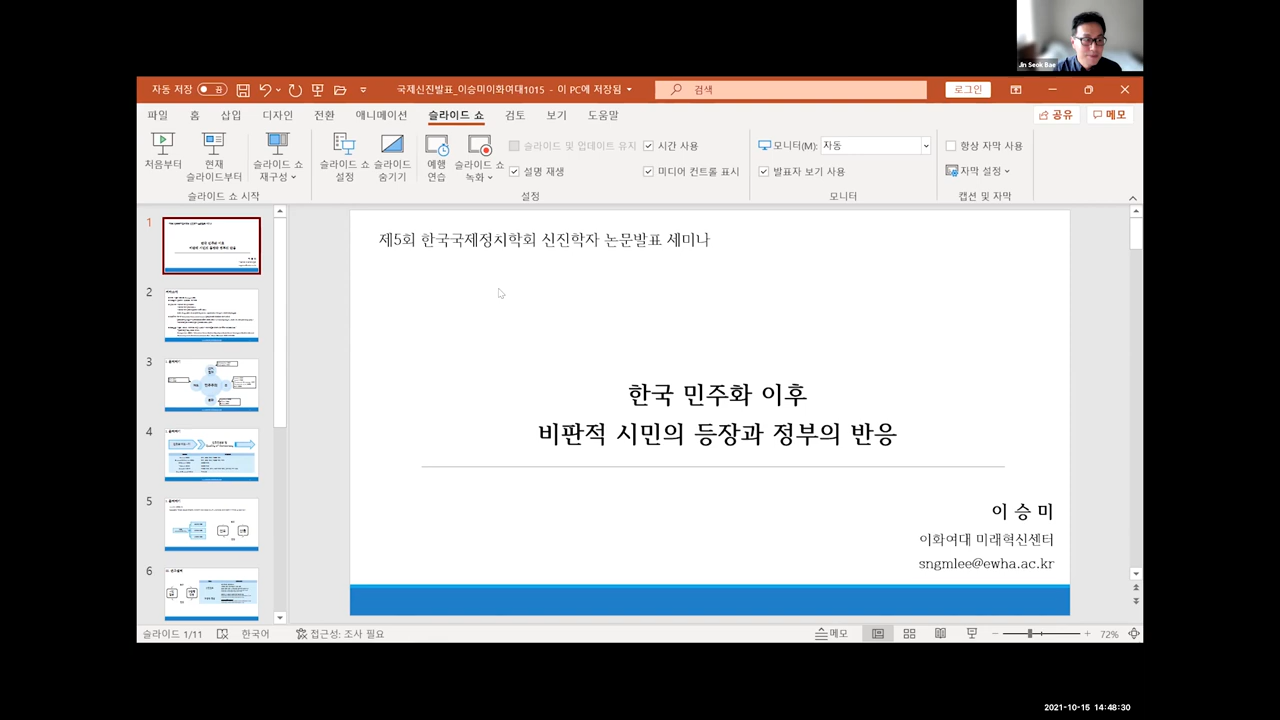 Jin Seok Bae
자동 저장
끔
국제신진발표_이승미이화여대1015 - 이 PC에 저장됨
검색
로그인
파일 홈 삽입 디자인 전환 애니메이션 슬라이드 쇼 검토 보기 도움말
공유 메모
처음부터
현재
슬라이드부터
슬라이드 쇼
재구성
슬라이드 쇼
설정
슬라이드
숨기기
예행
연습
슬라이드 쇼
녹화
슬라이드 및 업데이트 유지
시간 사용
설명 재생
미디어 컨트롤 표시
모니터(M): 자동
발표자 보기 사용
항상 자막 사용
자막 설정
슬라이드 쇼 시작
설정
모니터
캡션 및 자막
1
2
3
4
5
6
제5회 한국국제정치학회 신진학자 논문발표 세미나
한국 민주화 이후
비판적 시민의 등장과 정부의 반응
이 승 미
이화여대 미래혁신센터
sngmlee@ewha.ac.kr
슬라이드 1/11 한국어 접근성: 조사 필요
메모
72%
2021-10-15 14:48:30